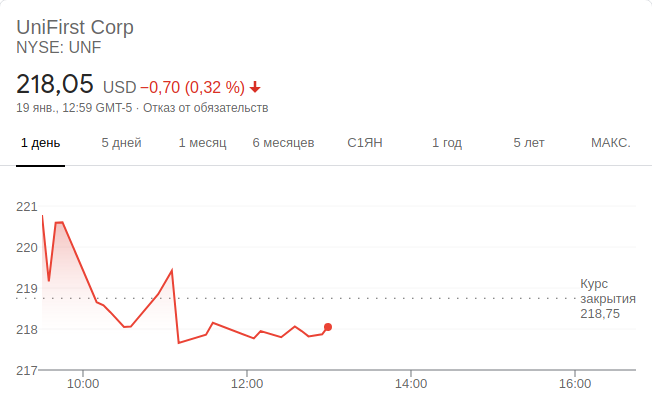 UniFirst Corp
NYSE: UNF
218,05 USD −0,70 (0,32 %)
19 янв., 12:59 GMT-5 · Отказ от обязательств
1 день 5 дней 1 месяц 6 месяцев С1ЯН 1 год 5 лет МАКС.
221
220
219
218
217
Курс
закрытия
218,75
10:00 12:00 14:00 16:00